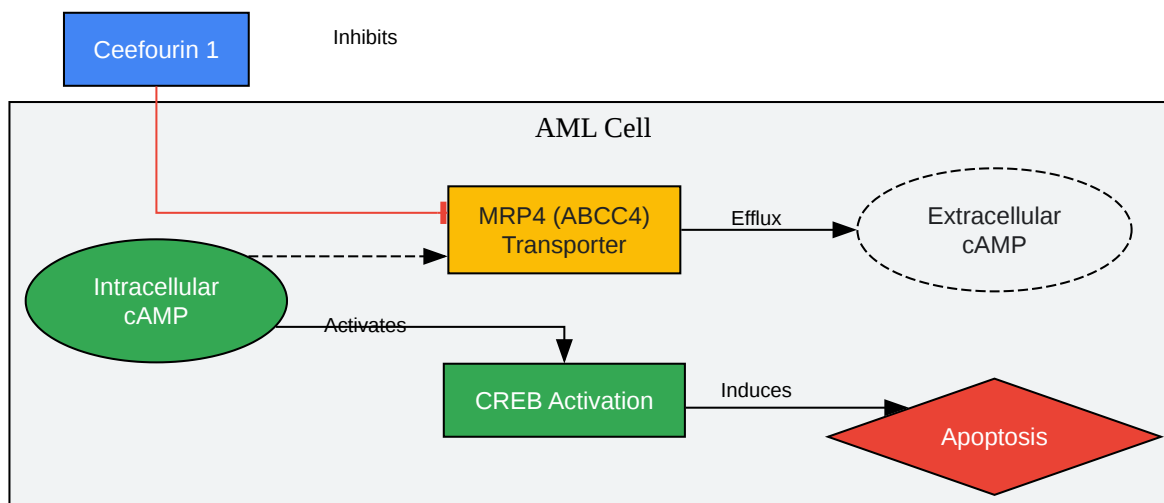 Ceefourin 1
Inhibits
AML Cell
MRP4 (ABCC4)
Transporter
Efflux
Extracellular
cAMP
Intracellular
cAMP
Activates
CREB Activation
Induces
Apoptosis